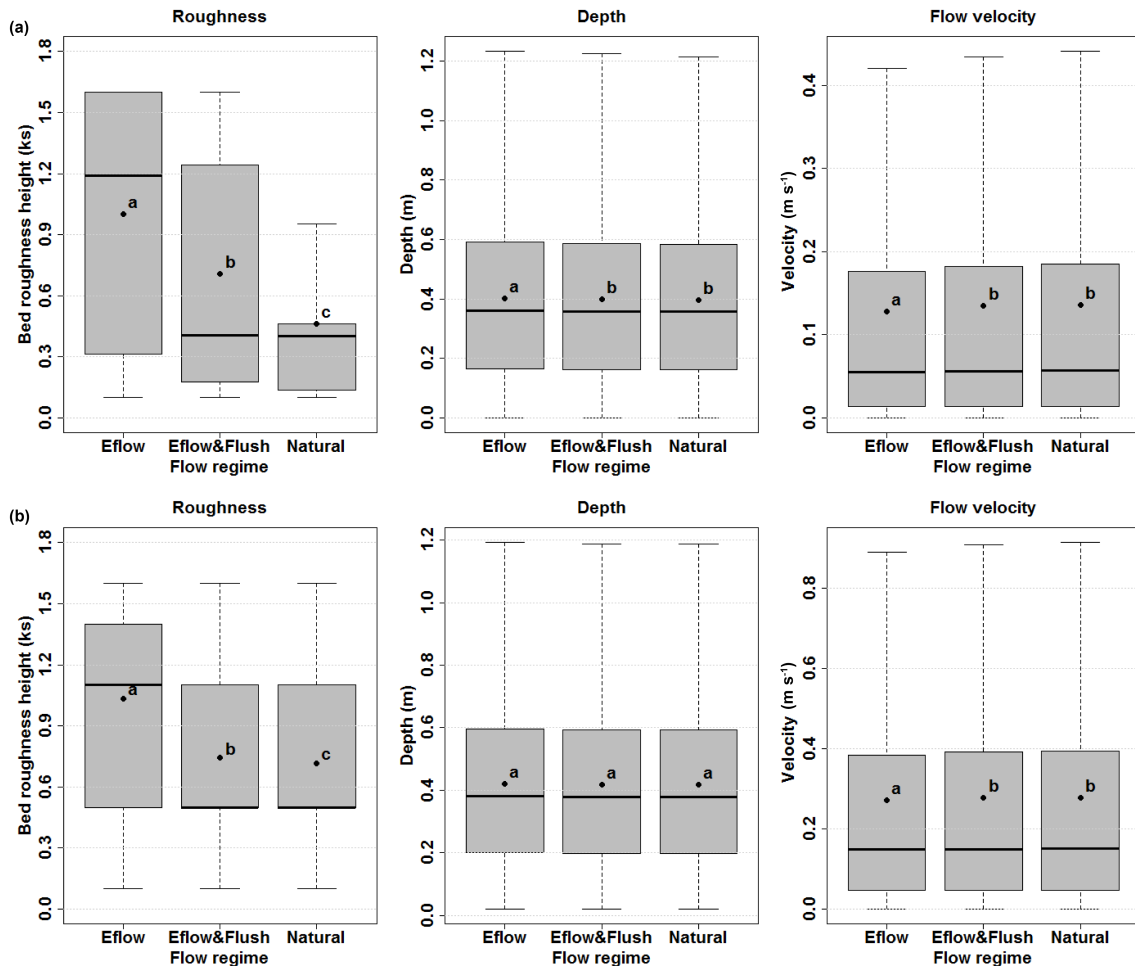 (a)
Roughness
Bed roughness height (ks)
0.0 0.3 0.6 0.9 1.2 1.5 1.8
a
b
c
Eflow Eflow&Flush Natural
Flow regime
Depth
Depth (m)
0.0 0.2 0.4 0.6 0.8 1.0 1.2
a b b
Eflow Eflow&Flush Natural
Flow regime
Flow velocity
Velocity (m s⁻¹)
0.0 0.1 0.2 0.3 0.4
a b b
Eflow Eflow&Flush Natural
Flow regime
(b)
Roughness
Bed roughness height (ks)
0.0 0.3 0.6 0.9 1.2 1.5 1.8
a
b
c
Eflow Eflow&Flush Natural
Flow regime
Depth
Depth (m)
0.0 0.2 0.4 0.6 0.8 1.0 1.2
a a a
Eflow Eflow&Flush Natural
Flow regime
Flow velocity
Velocity (m s⁻¹)
0.0 0.2 0.4 0.6 0.8
a b b
Eflow Eflow&Flush Natural
Flow regime